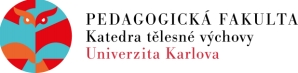 PEDAGOGICKÁ FAKULTA
Katedra tělesné výchovy
Univerzita Karlova